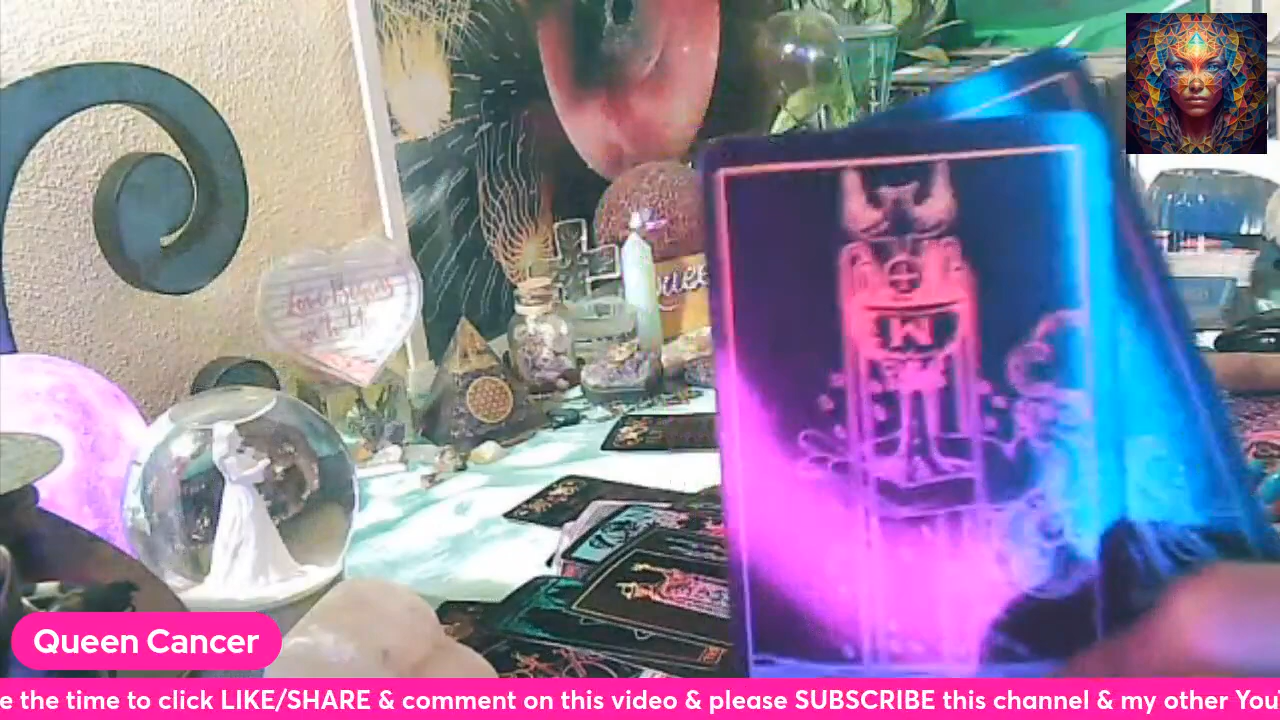 Queen Cancer
e the time to click LIKE/SHARE & comment on this video & please SUBSCRIBE this channel & my other You